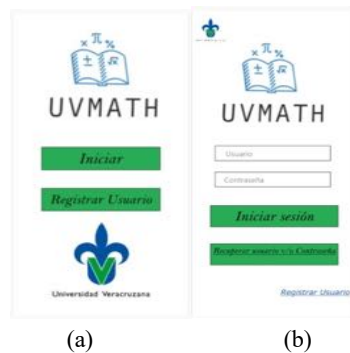 UVMATH
Iniciar
Registrar Usuario
Universidad Veracruzana
(a)
UVMATH
Usuario
Contraseña
Iniciar sesión
Recuperar usuario y/o Contraseña
Registrar Usuario
(b)